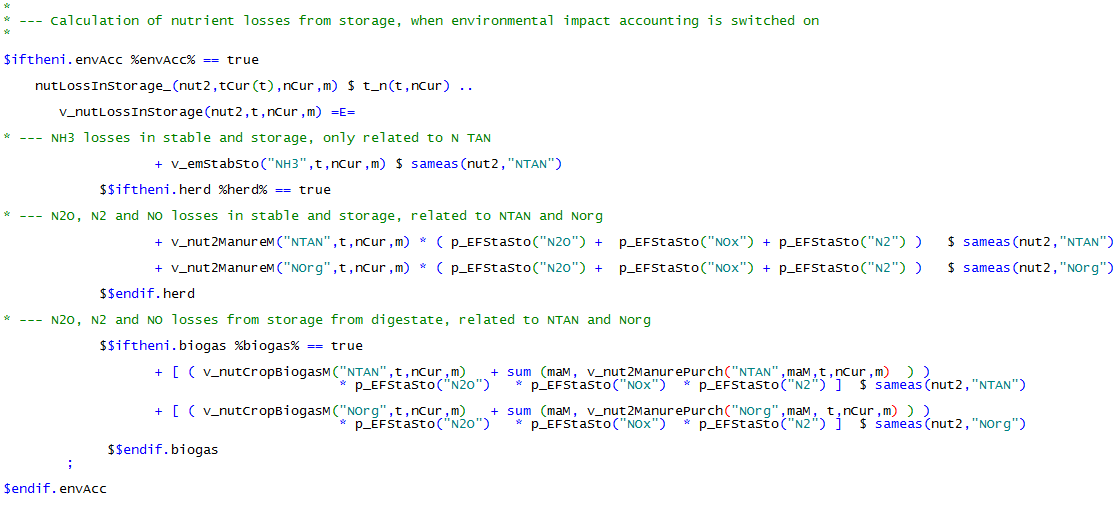 *
* --- Calculation of nutrient losses from storage, when environmental impact accounting is switched on
*
$iftheni.envAcc %envAcc% == true
nutLossInStorage_(nut2,tCur(t),nCur,m) $ t_n(t,nCur) ..
v_nutLossInStorage(nut2,t,nCur,m) =E=
* --- NH3 losses in stable and storage, only related to N TAN
+ v_emStabSto("NH3",t,nCur,m) $ sameas(nut2,"NTAN")
$$iftheni.herd %herd% == true
* --- N2O, N2 and NO losses in stable and storage, related to NTAN and Norg
+ v_nut2ManureM("NTAN",t,nCur,m) * ( p_EFStaSto("N2O") +  p_EFStaSto("NOx") + p_EFStaSto("N2") )   $ sameas(nut2,"NTAN")
+ v_nut2ManureM("NOrg",t,nCur,m) * ( p_EFStaSto("N2O") +  p_EFStaSto("NOx") + p_EFStaSto("N2") )   $ sameas(nut2,"NOrg")
$$endif.herd
* --- N2O, N2 and NO losses from storage from digestate, related to NTAN and Norg
$$iftheni.biogas %biogas% == true
+ [ ( v_nutCropBiogasM("NTAN",t,nCur,m)   + sum (maM, v_nut2ManurePurch("NTAN",maM,t,nCur,m)  ) )
* p_EFStaSto("N2O")   * p_EFStaSto("NOx")  * p_EFStaSto("N2") ]  $ sameas(nut2,"NTAN")
+ [ ( v_nutCropBiogasM("NOrg",t,nCur,m)   + sum (maM, v_nut2ManurePurch("NOrg",maM, t,nCur,m) ) )
* p_EFStaSto("N2O")   * p_EFStaSto("NOx")  * p_EFStaSto("N2") ]  $ sameas(nut2,"NOrg")
$$endif.biogas
;
$endif.envAcc